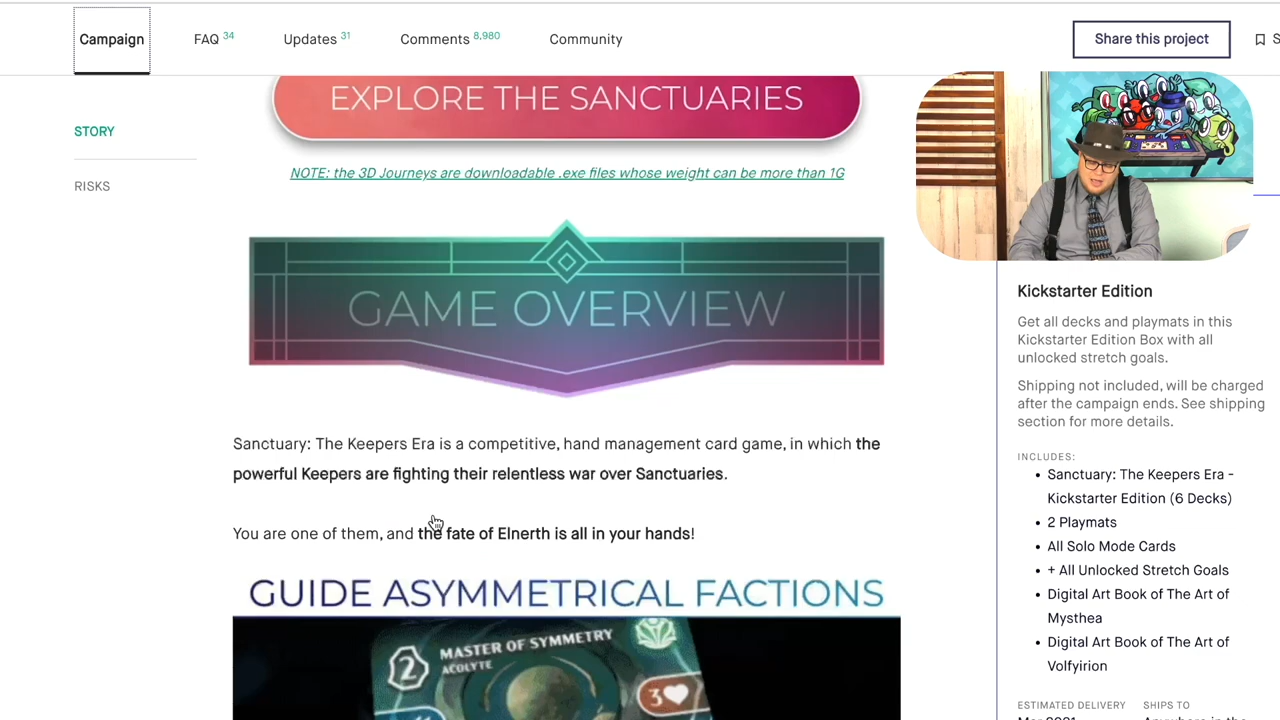 Campaign
FAQ 34
Updates 31
Comments 8,980
Community
Share this project
S
EXPLORE THE SANCTUARIES
STORY
RISKS
NOTE: the 3D Journeys are downloadable .exe files whose weight can be more than 1G
GAME OVERVIEW
Sanctuary: The Keepers Era is a competitive, hand management card game, in which the
powerful Keepers are fighting their relentless war over Sanctuaries.
You are one of them, and the fate of Elnerth is all in your hands!
GUIDE ASYMMETRICAL FACTIONS
2
MASTER OF SYMMETRY
ACOLYTE
3
Kickstarter Edition
Get all decks and playmats in this
Kickstarter Edition Box with all
unlocked stretch goals.
Shipping not included, will be charged
after the campaign ends. See shipping
section for more details.
INCLUDES:
• Sanctuary: The Keepers Era -
Kickstarter Edition (6 Decks)
• 2 Playmats
• All Solo Mode Cards
• + All Unlocked Stretch Goals
• Digital Art Book of The Art of
Mysthea
• Digital Art Book of The Art of
Volfyirion
ESTIMATED DELIVERY
SHIPS TO
Mar 2021
Anywhere in the